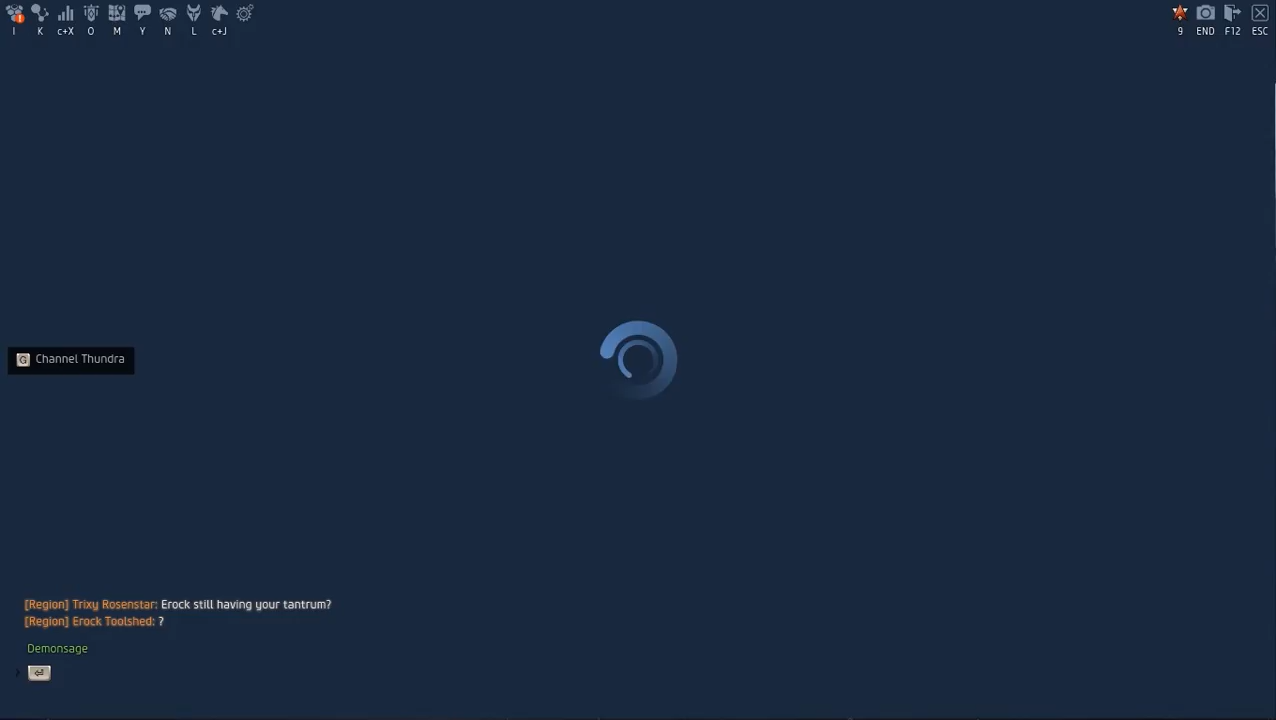 I K c+X O M Y N L c+J 9 END F12 ESC
G Channel Thundra
[Region] Trixy Rosenstar: Erock still having your tantrum?
[Region] Erock Toolshed: ?
Demonsage